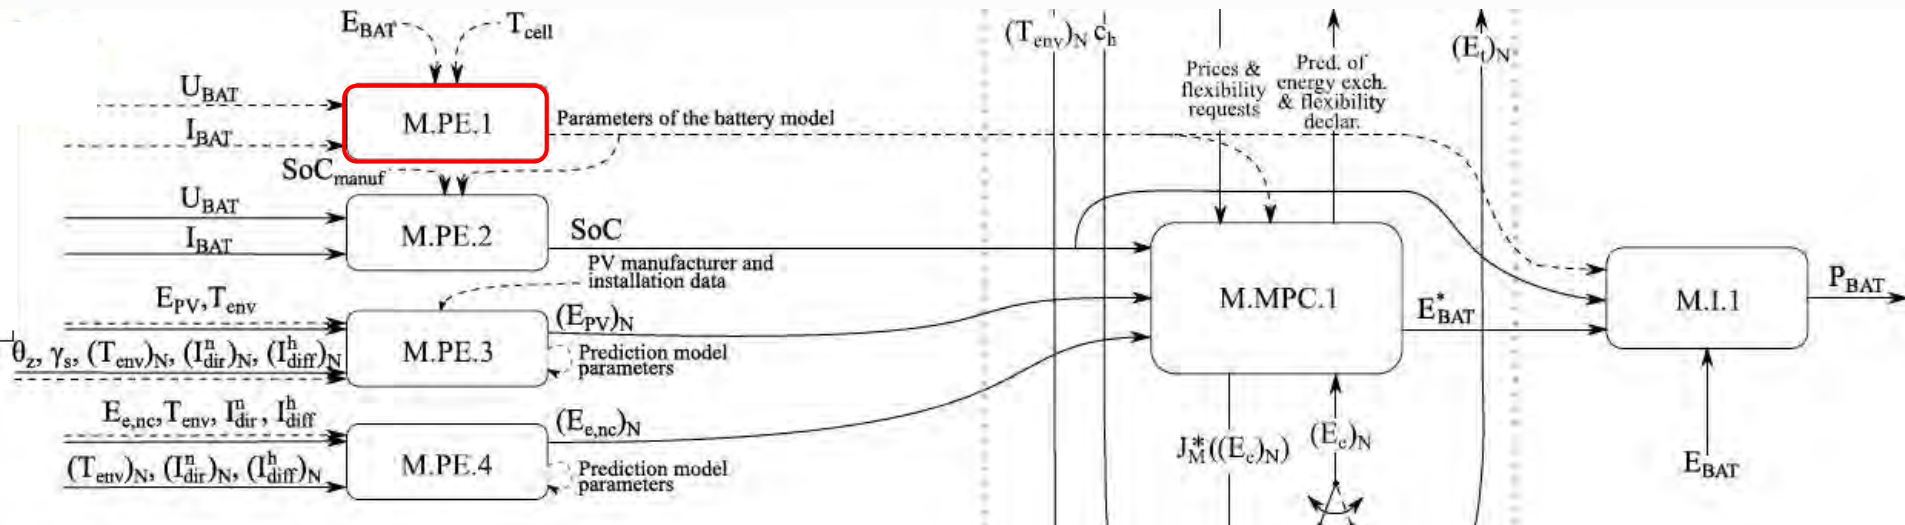 E_BAT
T_cell
U_BAT
I_BAT
M.PE.1
Parameters of the battery model
SoC_manuf
U_BAT
I_BAT
M.PE.2
SoC
PV manufacturer and
installation data
E_PV, T_env
θ_z, γ_s, (T_env)_N, (I^n_dir)_N, (I^h_diff)_N
M.PE.3
(E_PV)_N
Prediction model
parameters
E_e,nc, T_env, I^n_dir, I^h_diff
(T_env)_N, (I^n_dir)_N, (I^h_diff)_N
M.PE.4
(E_e,nc)_N
Prediction model
parameters
(T_env)_N c_h
Prices &
flexibility
requests
Pred. of
energy exch.
& flexibility
declar.
(E_t)_N
M.MPC.1
E*_BAT
J*_M((E_c)_N)
(E_c)_N
M.I.1
P_BAT
E_BAT